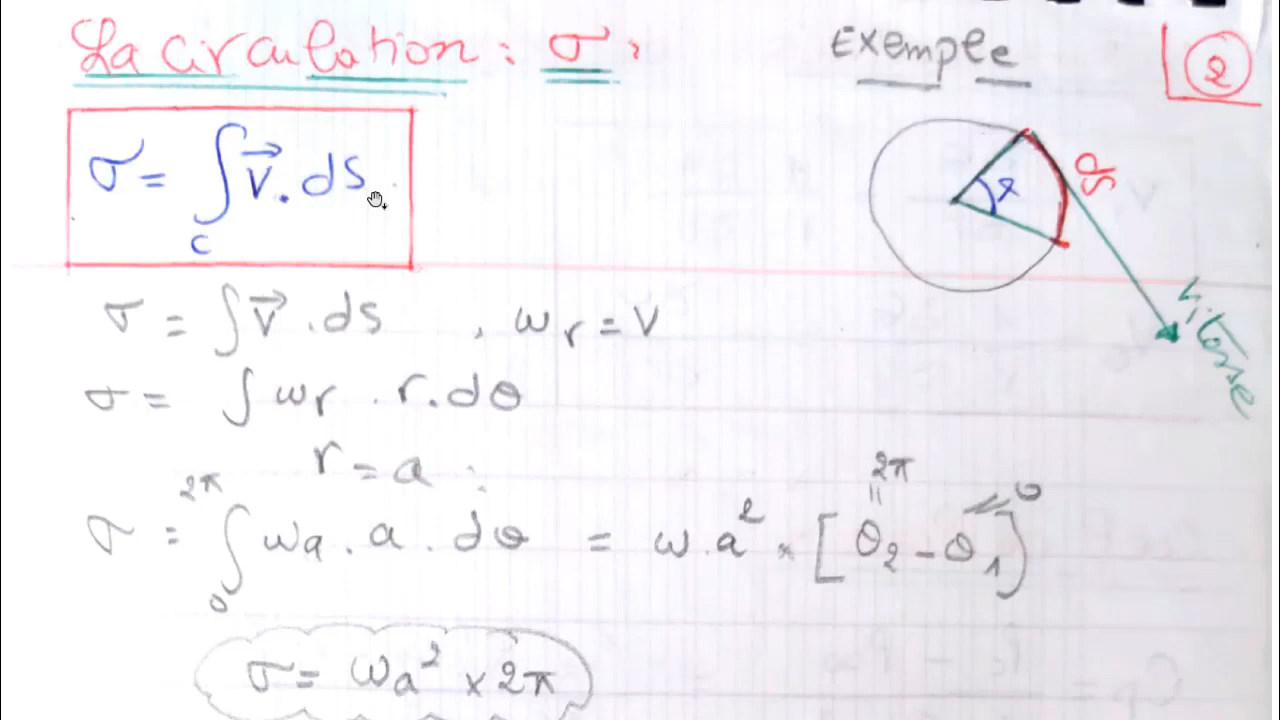 La circulation : σ :
Exemple
2
σ = ∫ V⃗ . dS
C
α
dS
Vitesse
σ = ∫ V⃗ . dS , ωr = V
σ = ∫ ωr . r . dθ
r = a :
σ = ∫₀^2π ωa . a . dθ = ω . a² × [θ₂ - θ₁]
2π
=
0
σ = ωa² × 2π